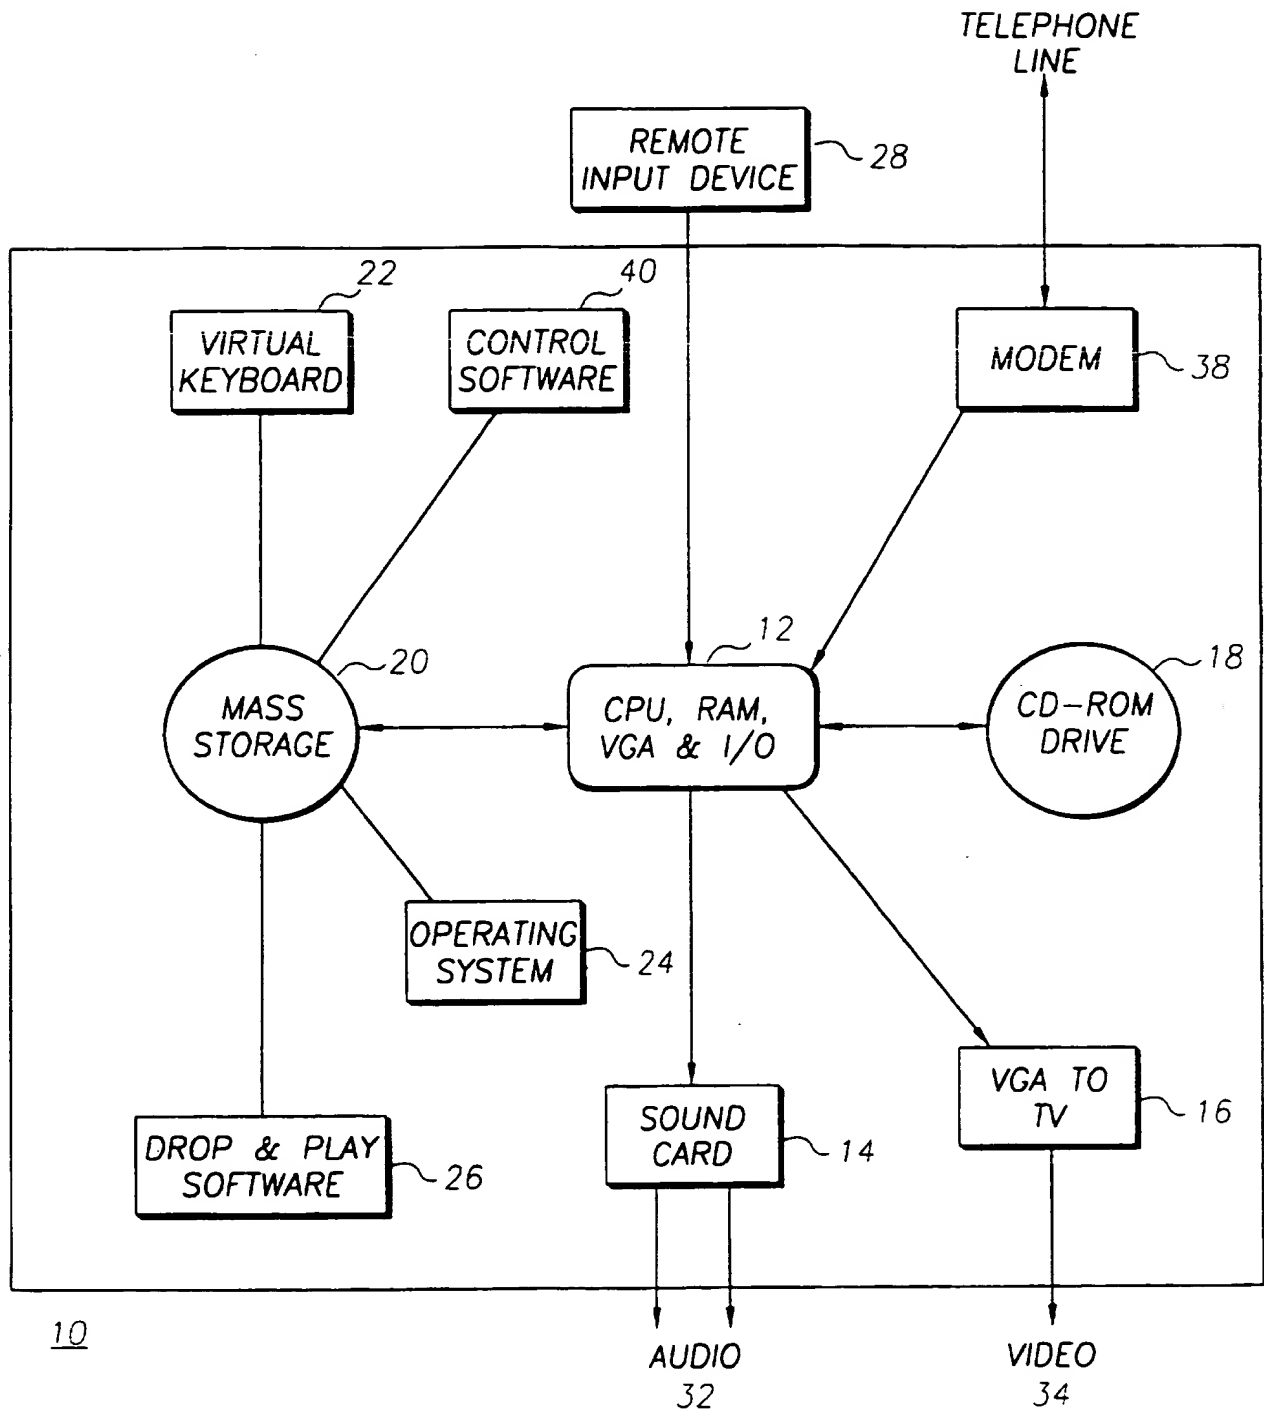 TELEPHONE
LINE
REMOTE
INPUT DEVICE
28
22
40
VIRTUAL
KEYBOARD
CONTROL
SOFTWARE
MODEM
38
12
20
18
MASS
STORAGE
CPU, RAM,
VGA & I/O
CD-ROM
DRIVE
OPERATING
SYSTEM
24
VGA TO
TV
16
SOUND
CARD
14
DROP & PLAY
SOFTWARE
26
10
AUDIO
32
VIDEO
34